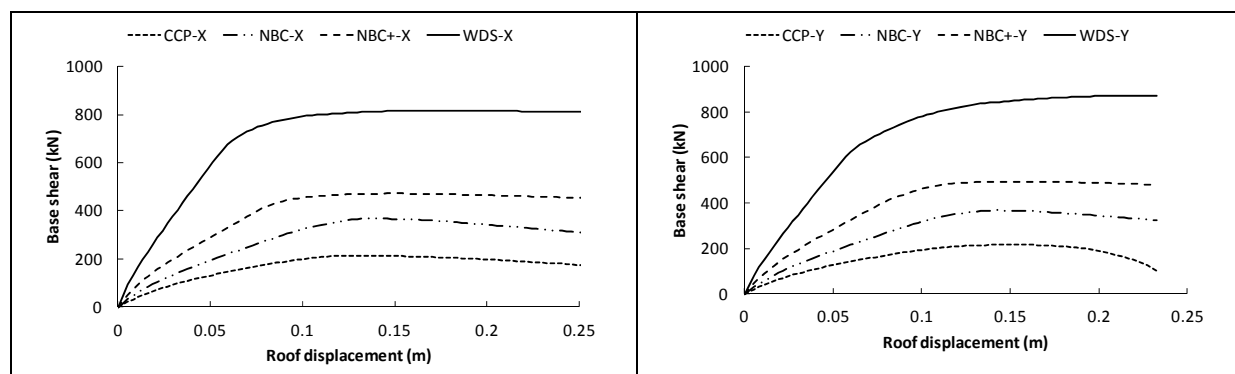 CCP-X NBC-X NBC+-X WDS-X
1000
800
600
400
200
0
Base shear (kN)
0 0.05 0.1 0.15 0.2 0.25
Roof displacement (m)
CCP-Y NBC-Y NBC+-Y WDS-Y
1000
800
600
400
200
0
Base shear (kN)
0 0.05 0.1 0.15 0.2 0.25
Roof displacement (m)